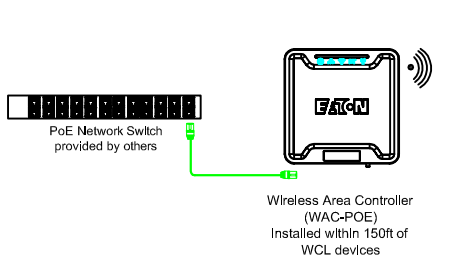 EATON
PoE Network Switch
provided by others
Wireless Area Controller
(WAC-POE)
Installed within 150ft of
WCL devices